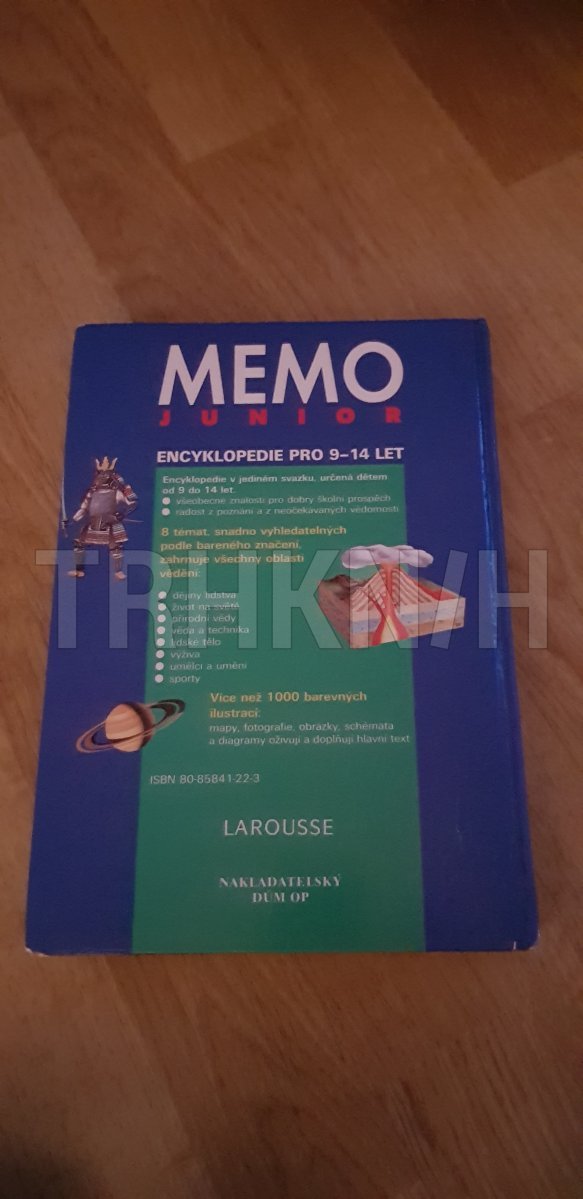 MEMO
JUNIOR
ENCYKLOPEDIE PRO 9–14 LET
Encyklopedie v jediném svazku, určená dětem
od 9 do 14 let.
všeobecné znalosti pro dobrý školní prospěch
radost z poznání a z neočekávaných vědomostí
8 témat, snadno vyhledatelných
podle bareného značení,
zahrnuje všechny oblasti
vědění:
dějiny lidstva
život na světě
přírodní vědy
věda a technika
lidské tělo
výživa
umělci a umění
sporty
Více než 1000 barevných
ilustrací:
mapy, fotografie, obrázky, schémata
a diagramy oživují a doplňují hlavní text
ISBN 80-85841-22-3
LAROUSSE
NAKLADATELSKÝ
DŮM OP
TRHKNIH